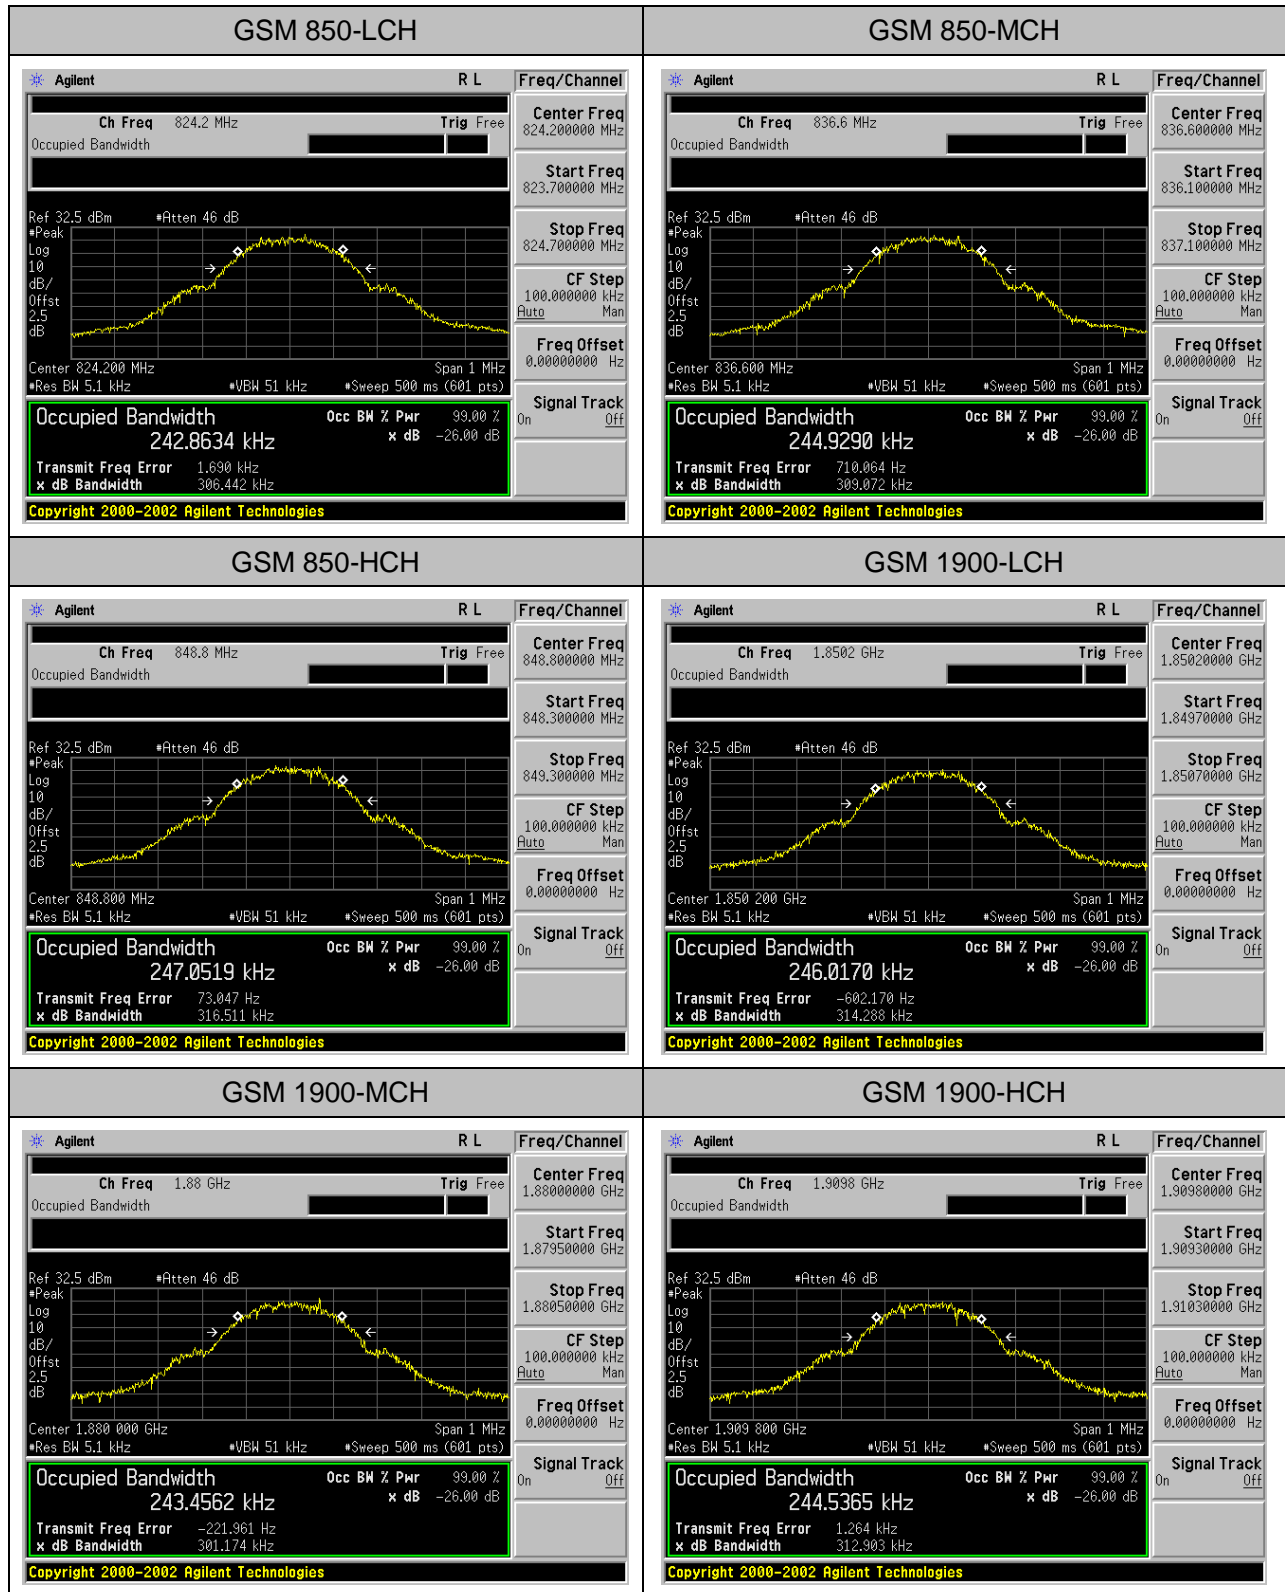 GSM 850-LCH
GSM 850-MCH
Agilent R L Freq/Channel
Ch Freq 824.2 MHz Trig Free
Occupied Bandwidth
Center Freq
824.200000 MHz
Start Freq
823.700000 MHz
Stop Freq
824.700000 MHz
CF Step
100.000000 kHz
Auto Man
Freq Offset
0.00000000 Hz
Signal Track
On Off
Ref 32.5 dBm #Atten 46 dB
#Peak
Log
10
dB/
Offst
2.5
dB
Center 824.200 MHz Span 1 MHz
#Res BW 5.1 kHz #VBW 51 kHz #Sweep 500 ms (601 pts)
Occupied Bandwidth Occ BW % Pwr 99.00 %
242.8634 kHz x dB -26.00 dB
Transmit Freq Error 1.690 kHz
x dB Bandwidth 306.442 kHz
Copyright 2000-2002 Agilent Technologies
Agilent R L Freq/Channel
Ch Freq 836.6 MHz Trig Free
Occupied Bandwidth
Center Freq
836.600000 MHz
Start Freq
836.100000 MHz
Stop Freq
837.100000 MHz
CF Step
100.000000 kHz
Auto Man
Freq Offset
0.00000000 Hz
Signal Track
On Off
Ref 32.5 dBm #Atten 46 dB
#Peak
Log
10
dB/
Offst
2.5
dB
Center 836.600 MHz Span 1 MHz
#Res BW 5.1 kHz #VBW 51 kHz #Sweep 500 ms (601 pts)
Occupied Bandwidth Occ BW % Pwr 99.00 %
244.9290 kHz x dB -26.00 dB
Transmit Freq Error 710.064 Hz
x dB Bandwidth 309.072 kHz
Copyright 2000-2002 Agilent Technologies
GSM 850-HCH
GSM 1900-LCH
Agilent R L Freq/Channel
Ch Freq 848.8 MHz Trig Free
Occupied Bandwidth
Center Freq
848.800000 MHz
Start Freq
848.300000 MHz
Stop Freq
849.300000 MHz
CF Step
100.000000 kHz
Auto Man
Freq Offset
0.00000000 Hz
Signal Track
On Off
Ref 32.5 dBm #Atten 46 dB
#Peak
Log
10
dB/
Offst
2.5
dB
Center 848.800 MHz Span 1 MHz
#Res BW 5.1 kHz #VBW 51 kHz #Sweep 500 ms (601 pts)
Occupied Bandwidth Occ BW % Pwr 99.00 %
247.0519 kHz x dB -26.00 dB
Transmit Freq Error 73.047 Hz
x dB Bandwidth 316.511 kHz
Copyright 2000-2002 Agilent Technologies
Agilent R L Freq/Channel
Ch Freq 1.8502 GHz Trig Free
Occupied Bandwidth
Center Freq
1.85020000 GHz
Start Freq
1.84970000 GHz
Stop Freq
1.85070000 GHz
CF Step
100.000000 kHz
Auto Man
Freq Offset
0.00000000 Hz
Signal Track
On Off
Ref 32.5 dBm #Atten 46 dB
#Peak
Log
10
dB/
Offst
2.5
dB
Center 1.850 200 GHz Span 1 MHz
#Res BW 5.1 kHz #VBW 51 kHz #Sweep 500 ms (601 pts)
Occupied Bandwidth Occ BW % Pwr 99.00 %
246.0170 kHz x dB -26.00 dB
Transmit Freq Error -602.170 Hz
x dB Bandwidth 314.288 kHz
Copyright 2000-2002 Agilent Technologies
GSM 1900-MCH
GSM 1900-HCH
Agilent R L Freq/Channel
Ch Freq 1.88 GHz Trig Free
Occupied Bandwidth
Center Freq
1.88000000 GHz
Start Freq
1.87950000 GHz
Stop Freq
1.88050000 GHz
CF Step
100.000000 kHz
Auto Man
Freq Offset
0.00000000 Hz
Signal Track
On Off
Ref 32.5 dBm #Atten 46 dB
#Peak
Log
10
dB/
Offst
2.5
dB
Center 1.880 000 GHz Span 1 MHz
#Res BW 5.1 kHz #VBW 51 kHz #Sweep 500 ms (601 pts)
Occupied Bandwidth Occ BW % Pwr 99.00 %
243.4562 kHz x dB -26.00 dB
Transmit Freq Error -221.961 Hz
x dB Bandwidth 301.174 kHz
Copyright 2000-2002 Agilent Technologies
Agilent R L Freq/Channel
Ch Freq 1.9098 GHz Trig Free
Occupied Bandwidth
Center Freq
1.90980000 GHz
Start Freq
1.90930000 GHz
Stop Freq
1.91030000 GHz
CF Step
100.000000 kHz
Auto Man
Freq Offset
0.00000000 Hz
Signal Track
On Off
Ref 32.5 dBm #Atten 46 dB
#Peak
Log
10
dB/
Offst
2.5
dB
Center 1.909 800 GHz Span 1 MHz
#Res BW 5.1 kHz #VBW 51 kHz #Sweep 500 ms (601 pts)
Occupied Bandwidth Occ BW % Pwr 99.00 %
244.5365 kHz x dB -26.00 dB
Transmit Freq Error 1.264 kHz
x dB Bandwidth 312.903 kHz
Copyright 2000-2002 Agilent Technologies